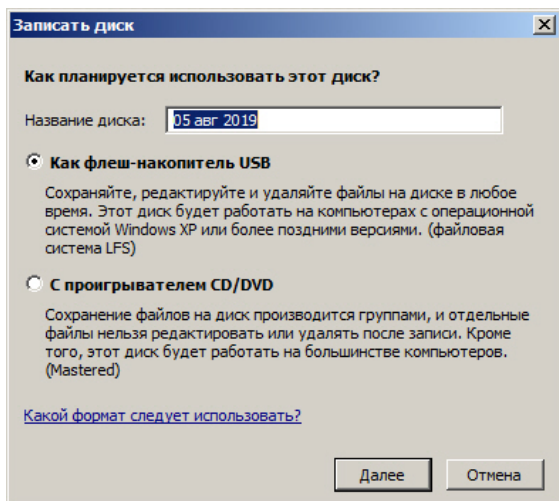 Записать диск
Как планируется использовать этот диск?
Название диска: 05 авг 2019
Как флеш-накопитель USB
Сохраняйте, редактируйте и удаляйте файлы на диске в любое
время. Этот диск будет работать на компьютерах с операционной
системой Windows XP или более поздними версиями. (файловая
система LFS)
С проигрывателем CD/DVD
Сохранение файлов на диск производится группами, и отдельные
файлы нельзя редактировать или удалять после записи. Кроме
того, этот диск будет работать на большинстве компьютеров.
(Mastered)
Какой формат следует использовать?
Далее Отмена